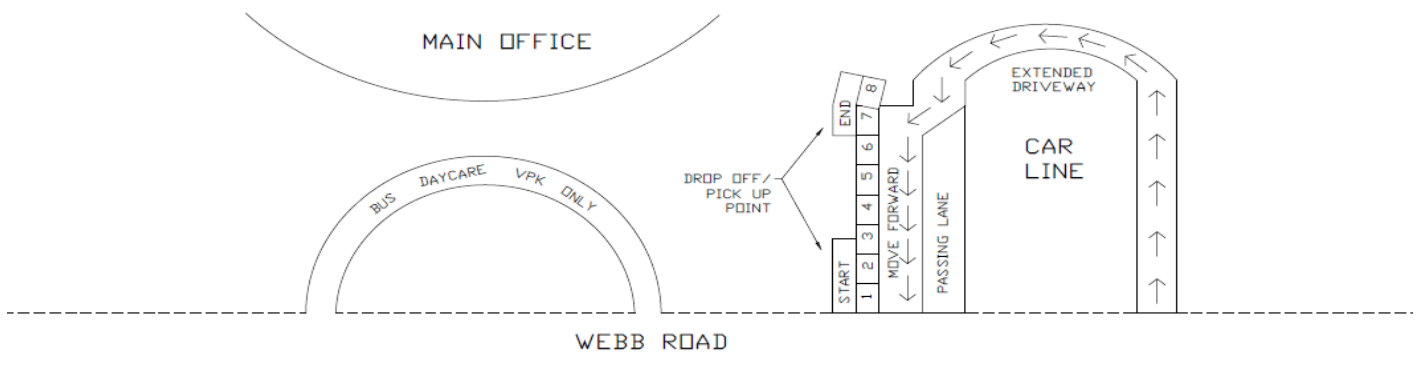 MAIN OFFICE
BUS DAYCARE VPK ONLY
DROP OFF/
PICK UP
POINT
END
START
8
7
6
5
4
3
2
1
MOVE FORWARD
PASSING LANE
EXTENDED
DRIVEWAY
CAR
LINE
WEBB ROAD